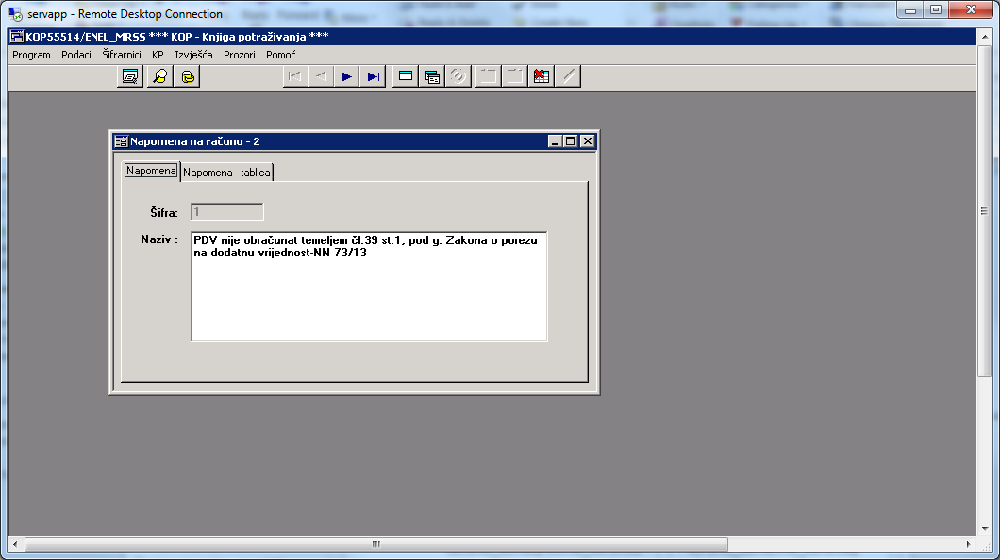 servapp - Remote Desktop Connection
KOP55514/ENEL_MRSS *** KOP - Knjiga potraživanja ***
Program Podaci Šifrarnici KP Izvješća Prozori Pomoć
Napomena na računu - 2
Napomena Napomena - tablica
Šifra: 1
Naziv : PDV nije obračunat temeljem čl.39 st.1, pod g. Zakona o porezu
na dodatnu vrijednost-NN 73/13